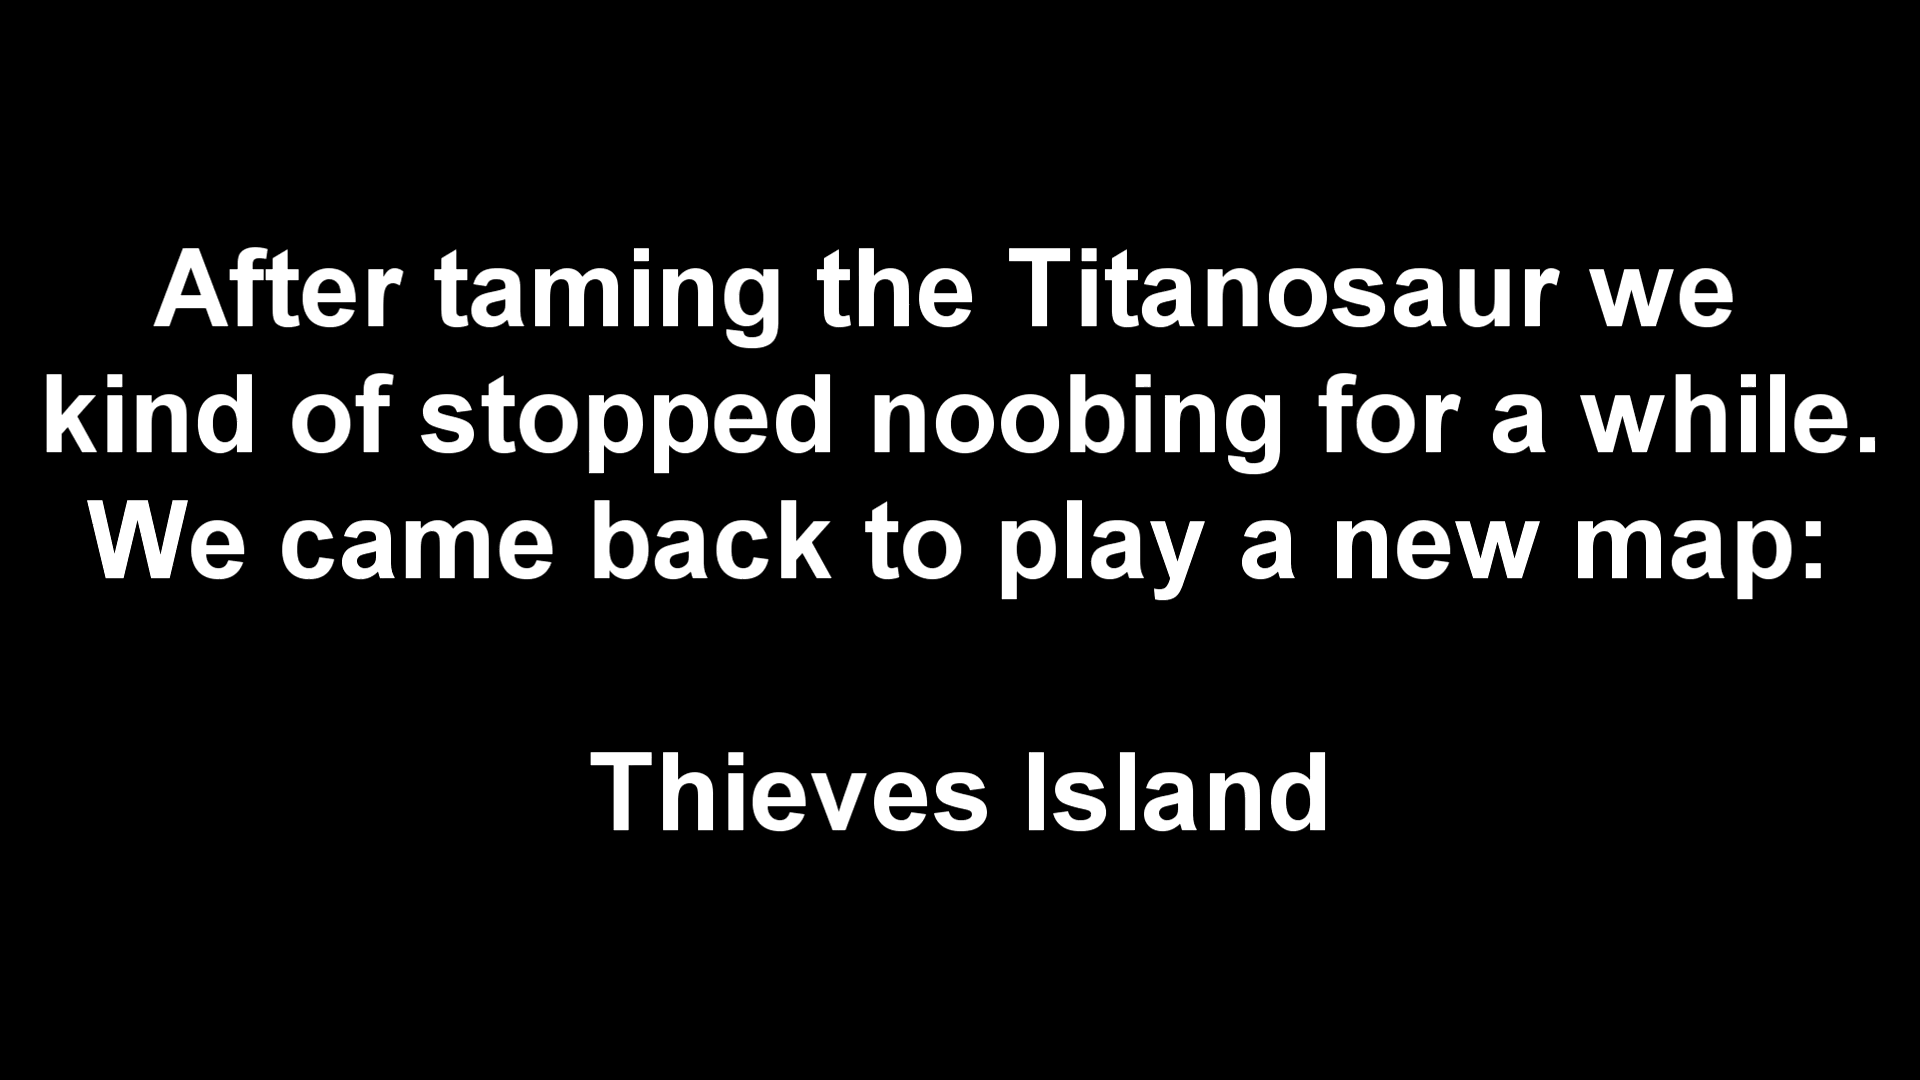 After taming the Titanosaur we
kind of stopped noobing for a while.
We came back to play a new map:
Thieves Island